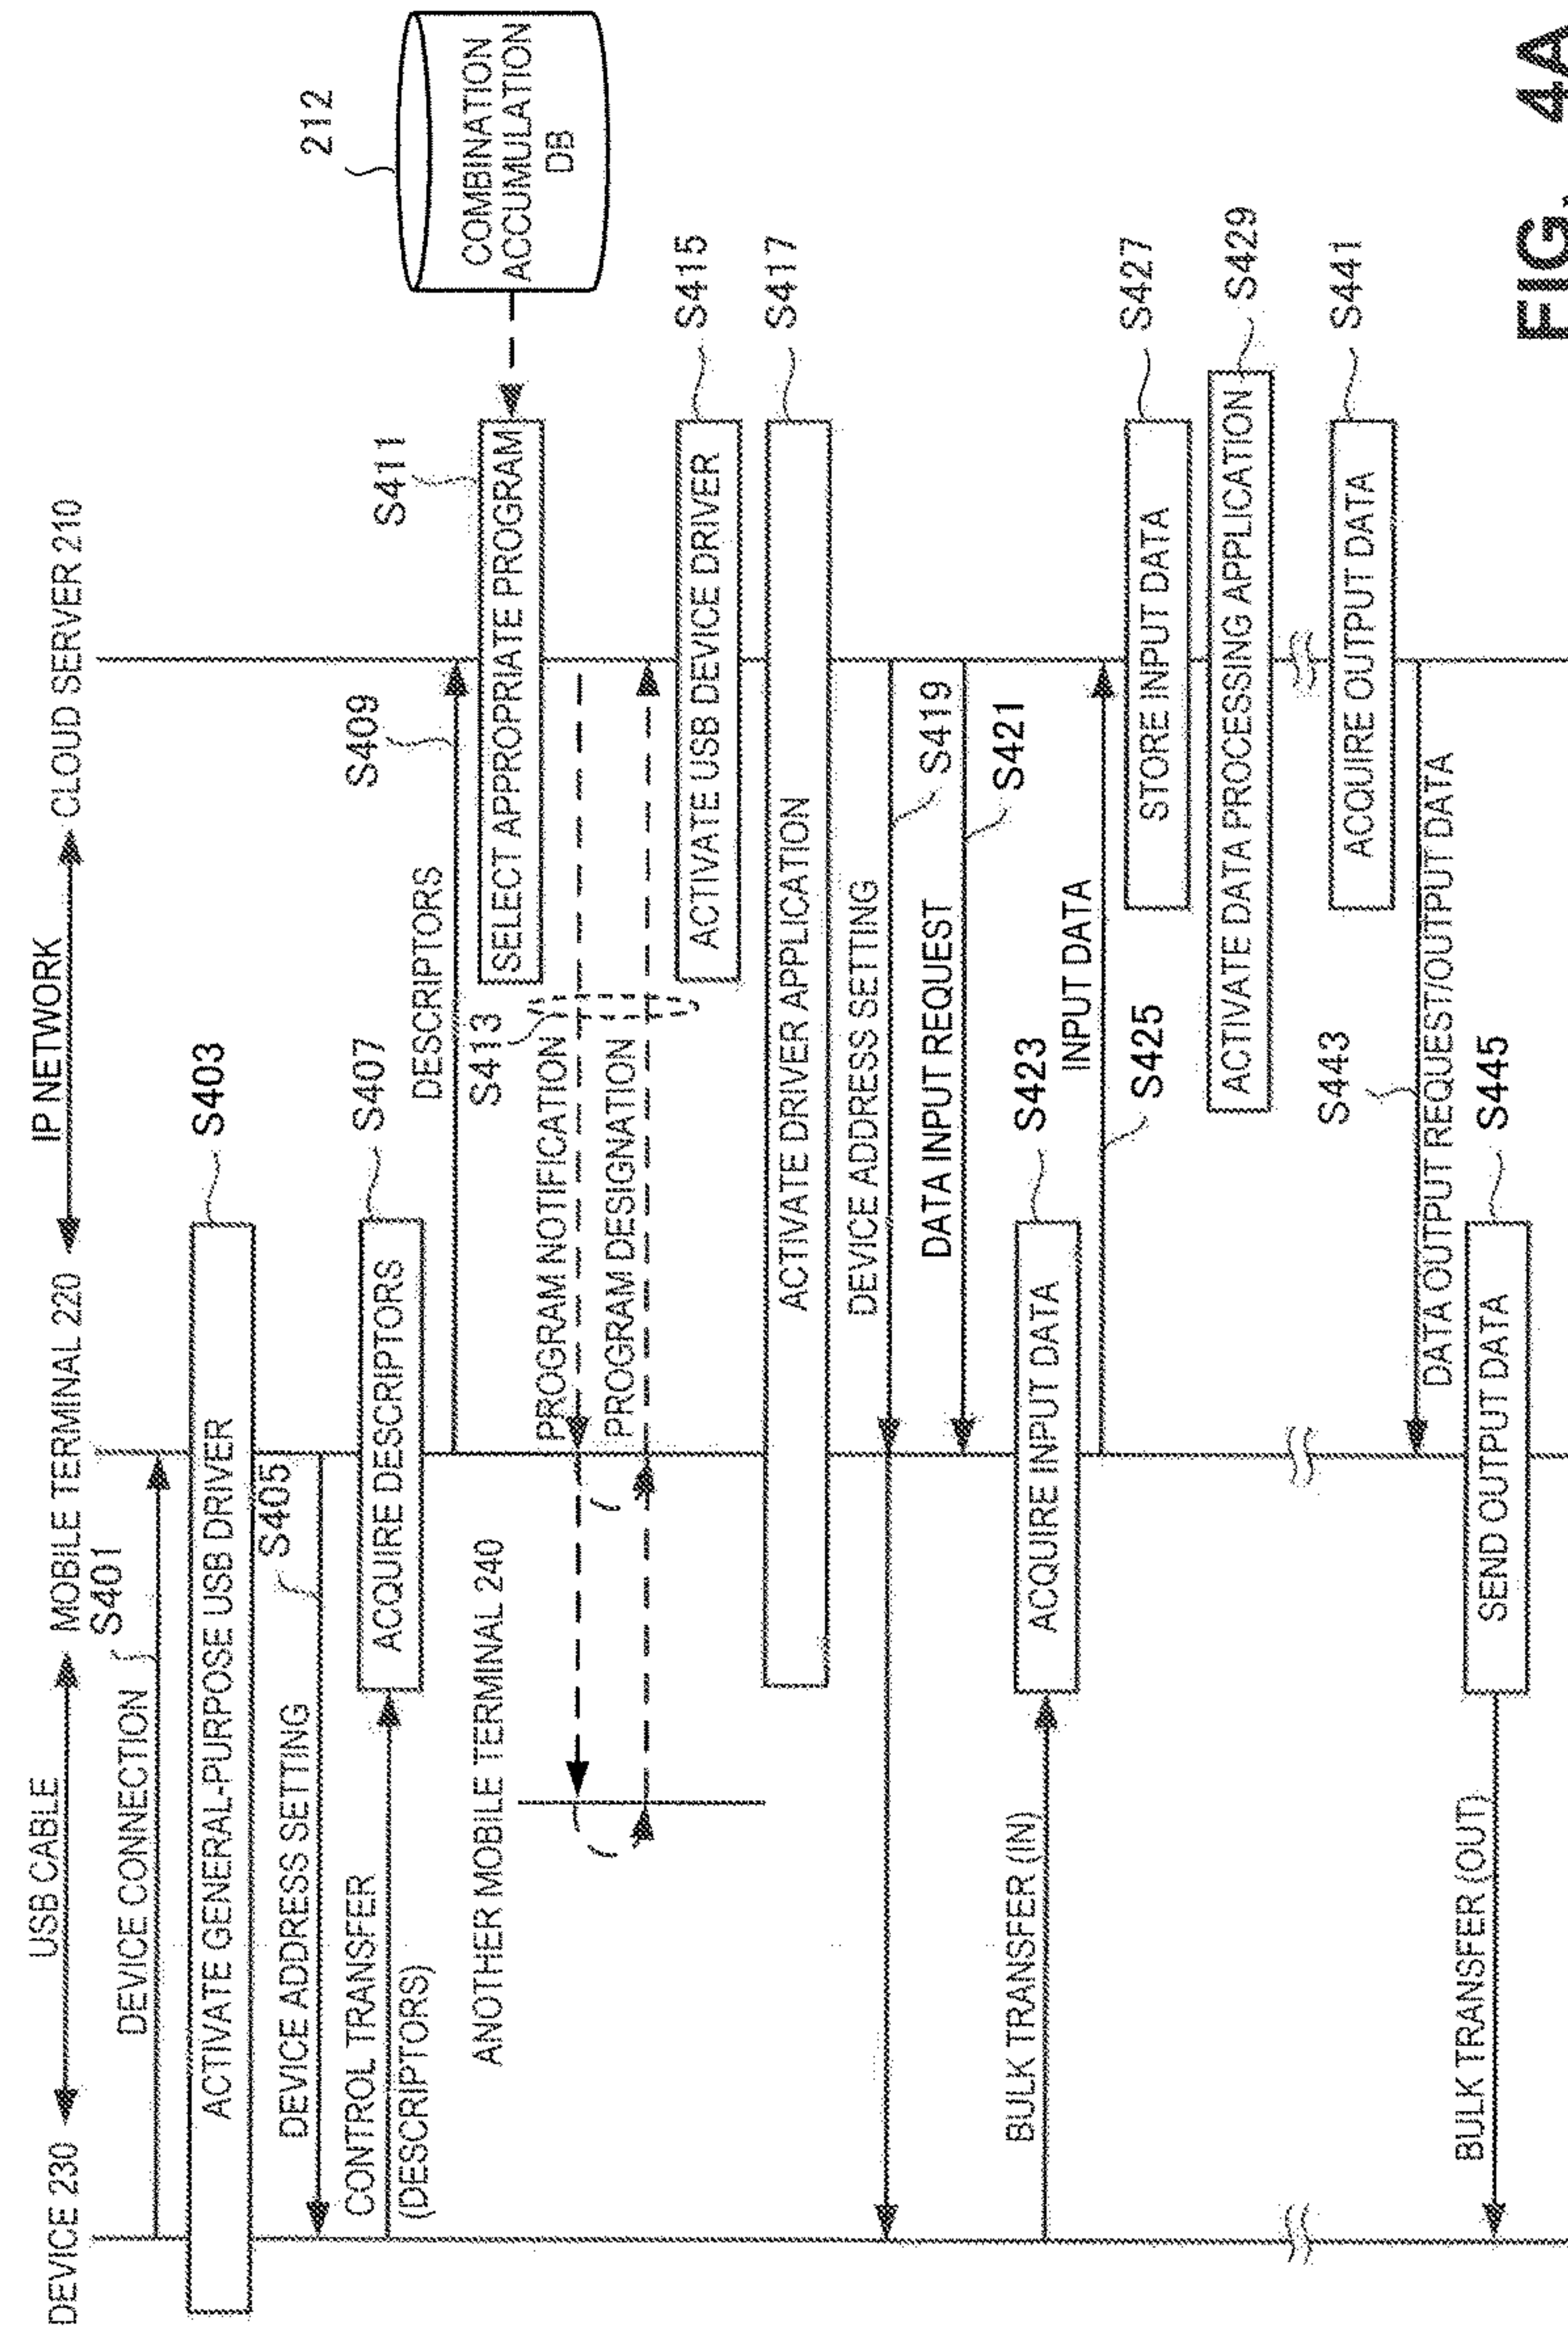 DEVICE 230
USB CABLE
MOBILE TERMINAL 220
IP NETWORK
CLOUD SERVER 210
DEVICE CONNECTION
S401
ACTIVATE GENERAL-PURPOSE USB DRIVER
S403
DEVICE ADDRESS SETTING
S405
CONTROL TRANSFER
(DESCRIPTORS)
ACQUIRE DESCRIPTORS
S407
DESCRIPTORS
S409
212
COMBINATION
ACCUMULATION
DB
S411
SELECT APPROPRIATE PROGRAM
ANOTHER MOBILE TERMINAL 240
S413
PROGRAM NOTIFICATION
PROGRAM DESIGNATION
ACTIVATE USB DEVICE DRIVER
S415
ACTIVATE DRIVER APPLICATION
S417
DEVICE ADDRESS SETTING
S419
DATA INPUT REQUEST
S421
BULK TRANSFER (IN)
ACQUIRE INPUT DATA
S423
INPUT DATA
S425
STORE INPUT DATA
S427
ACTIVATE DATA PROCESSING APPLICATION
S429
ACQUIRE OUTPUT DATA
S441
S443
DATA OUTPUT REQUEST/OUTPUT DATA
BULK TRANSFER (OUT)
SEND OUTPUT DATA
S445
FIG. 4A